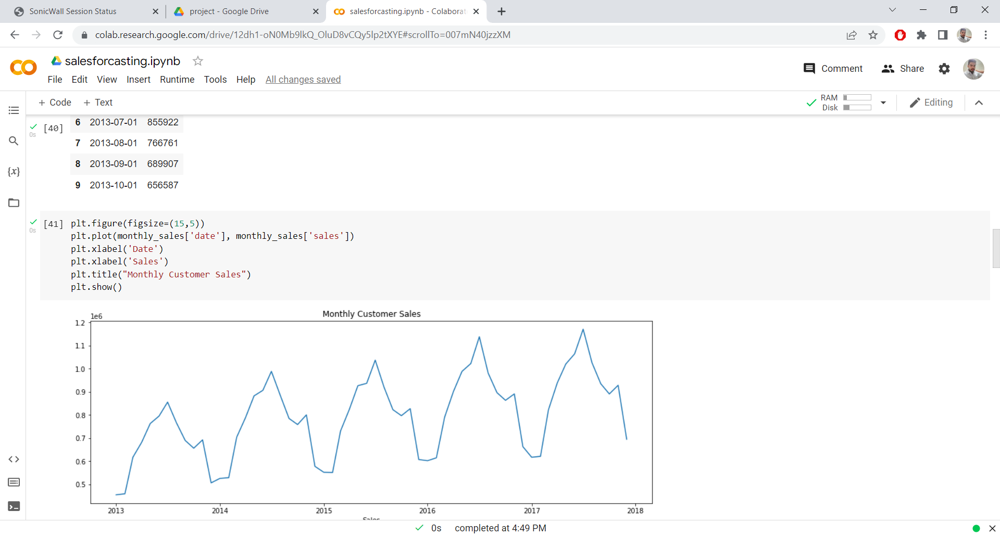 SonicWall Session Status
project - Google Drive
salesforcasting.ipynb - Colaborat
colab.research.google.com/drive/12dh1-oN0Mb9lkQ_OluD8vCQy5lp2tXYE#scrollTo=007mN40jzzXM
salesforcasting.ipynb
Comment
Share
File Edit View Insert Runtime Tools Help All changes saved
+ Code + Text
RAM
Disk
Editing
[40]
0s
6 2013-07-01 855922
7 2013-08-01 766761
8 2013-09-01 689907
9 2013-10-01 656587
{x}
[41]
0s
plt.figure(figsize=(15,5))
plt.plot(monthly_sales['date'], monthly_sales['sales'])
plt.xlabel('Date')
plt.xlabel('Sales')
plt.title("Monthly Customer Sales")
plt.show()
Monthly Customer Sales
1e6
1.2
1.1
1.0
0.9
0.8
0.7
0.6
0.5
2013 2014 2015 2016 2017 2018
Sales
0s completed at 4:49 PM